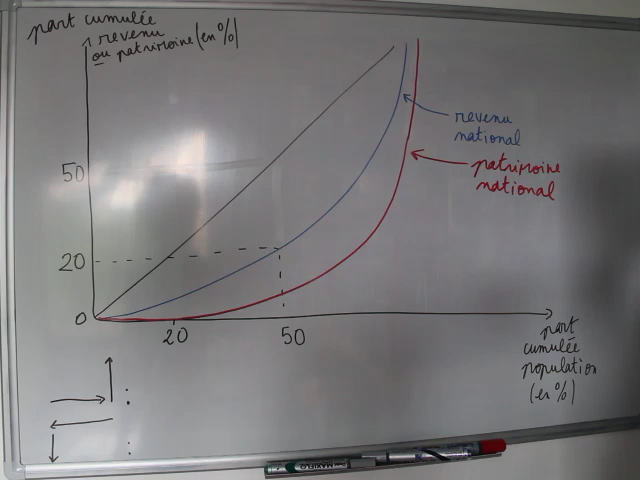 part cumulée
revenu
ou patrimoine (en %)
revenu
national
50
patrimoine
national
20
0
20
50
part
cumulée
population
(en %)